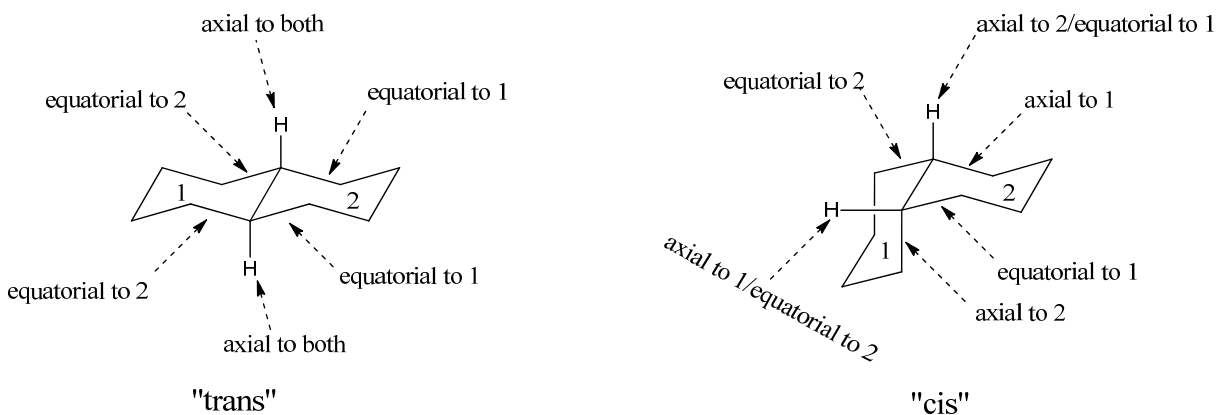 axial to both
equatorial to 2
equatorial to 1
H
1
2
H
equatorial to 2
equatorial to 1
axial to both
"trans"
axial to 2/equatorial to 1
equatorial to 2
axial to 1
H
2
H
1
axial to 1/equatorial to 2
equatorial to 1
axial to 2
"cis"